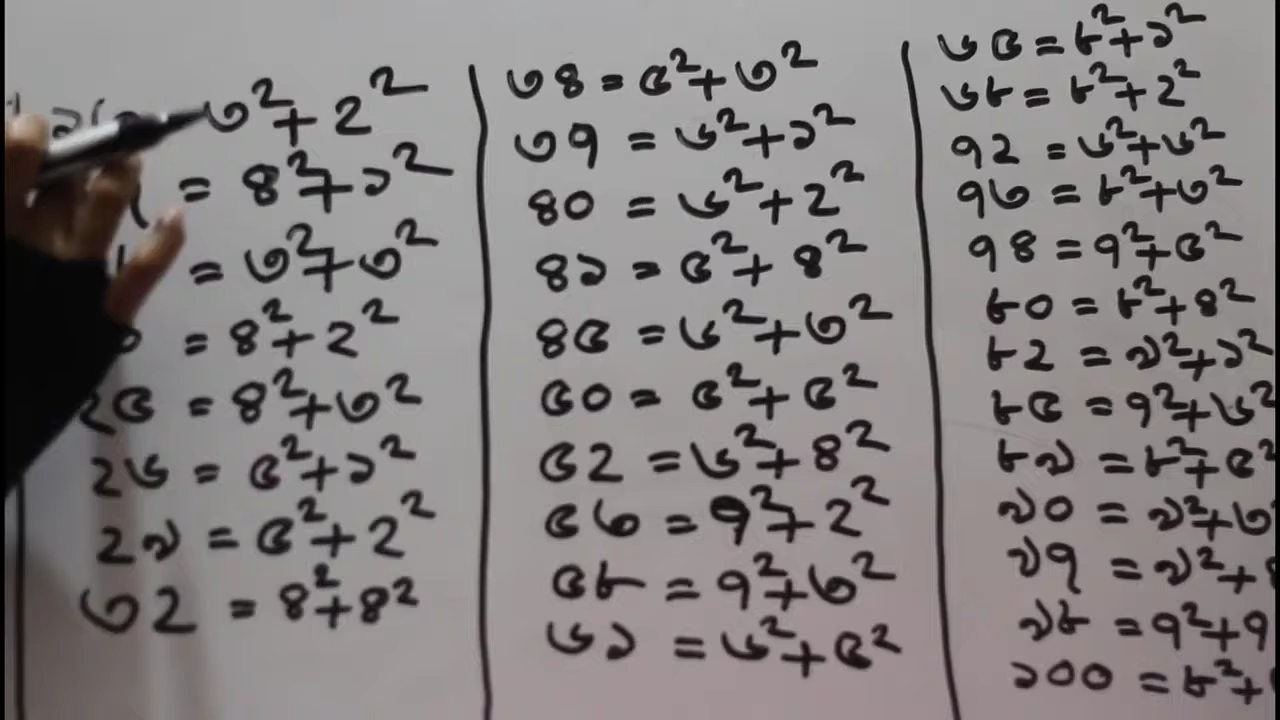 ৩²+২²
= ৪²+১²
= ৩²+৩²
= ৪²+২²
২৫ = ৪²+৩²
২৬ = ৫²+১²
২৯ = ৫²+২²
৩২ = ৪²+৪²
৩৪ = ৫²+৩²
৩৭ = ৬²+১²
৪০ = ৬²+২²
৪১ = ৫²+৪²
৪৫ = ৬²+৩²
৫০ = ৫²+৫²
৫২ = ৬²+৪²
৫৩ = ৭²+২²
৫৮ = ৭²+৩²
৬১ = ৬²+৫²
৬৫ = ৮²+১²
৬৮ = ৮²+২²
৭২ = ৬²+৬²
৭৩ = ৮²+৩²
৭৪ = ৭²+৫²
৮০ = ৮²+৪²
৮২ = ৯²+১²
৮৫ = ৭²+৬²
৮৯ = ৮²+৫²
৯০ = ৯²+৩
৯৭ = ৯²+
৯৮ = ৭²+৭
১০০ = ৮²+